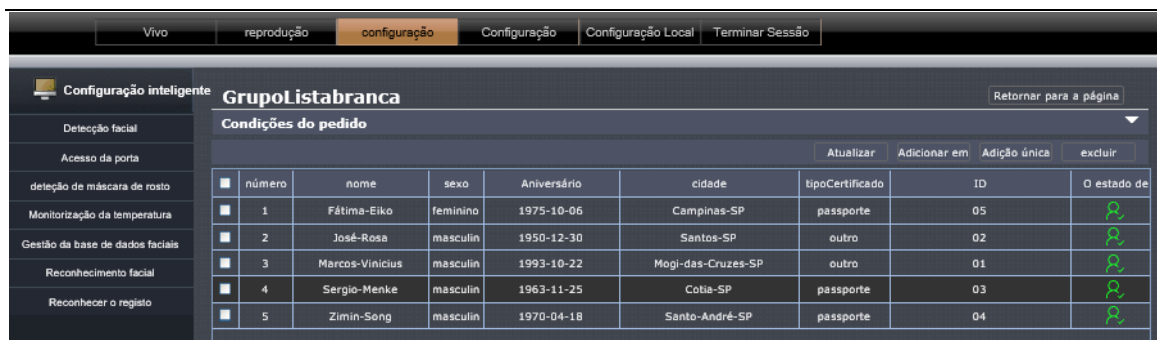 Vivo reprodução configuração Configuração Configuração Local Terminar Sessão
Configuração inteligente
Detecção facial
Acesso da porta
deteção de máscara de rosto
Monitorização da temperatura
Gestão da base de dados faciais
Reconhecimento facial
Reconhecer o registo
GrupoListabranca Retornar para a página
Condições do pedido
Atualizar Adicionar em Adição única excluir
número nome sexo Aniversário cidade tipoCertificado ID O estado de
1 Fátima-Eiko feminino 1975-10-06 Campinas-SP passporte 05
2 José-Rosa masculin 1950-12-30 Santos-SP outro 02
3 Marcos-Vinicius masculin 1993-10-22 Mogi-das-Cruzes-SP outro 01
4 Sergio-Menke masculin 1963-11-25 Cotia-SP passporte 03
5 Zimin-Song masculin 1970-04-18 Santo-André-SP passporte 04